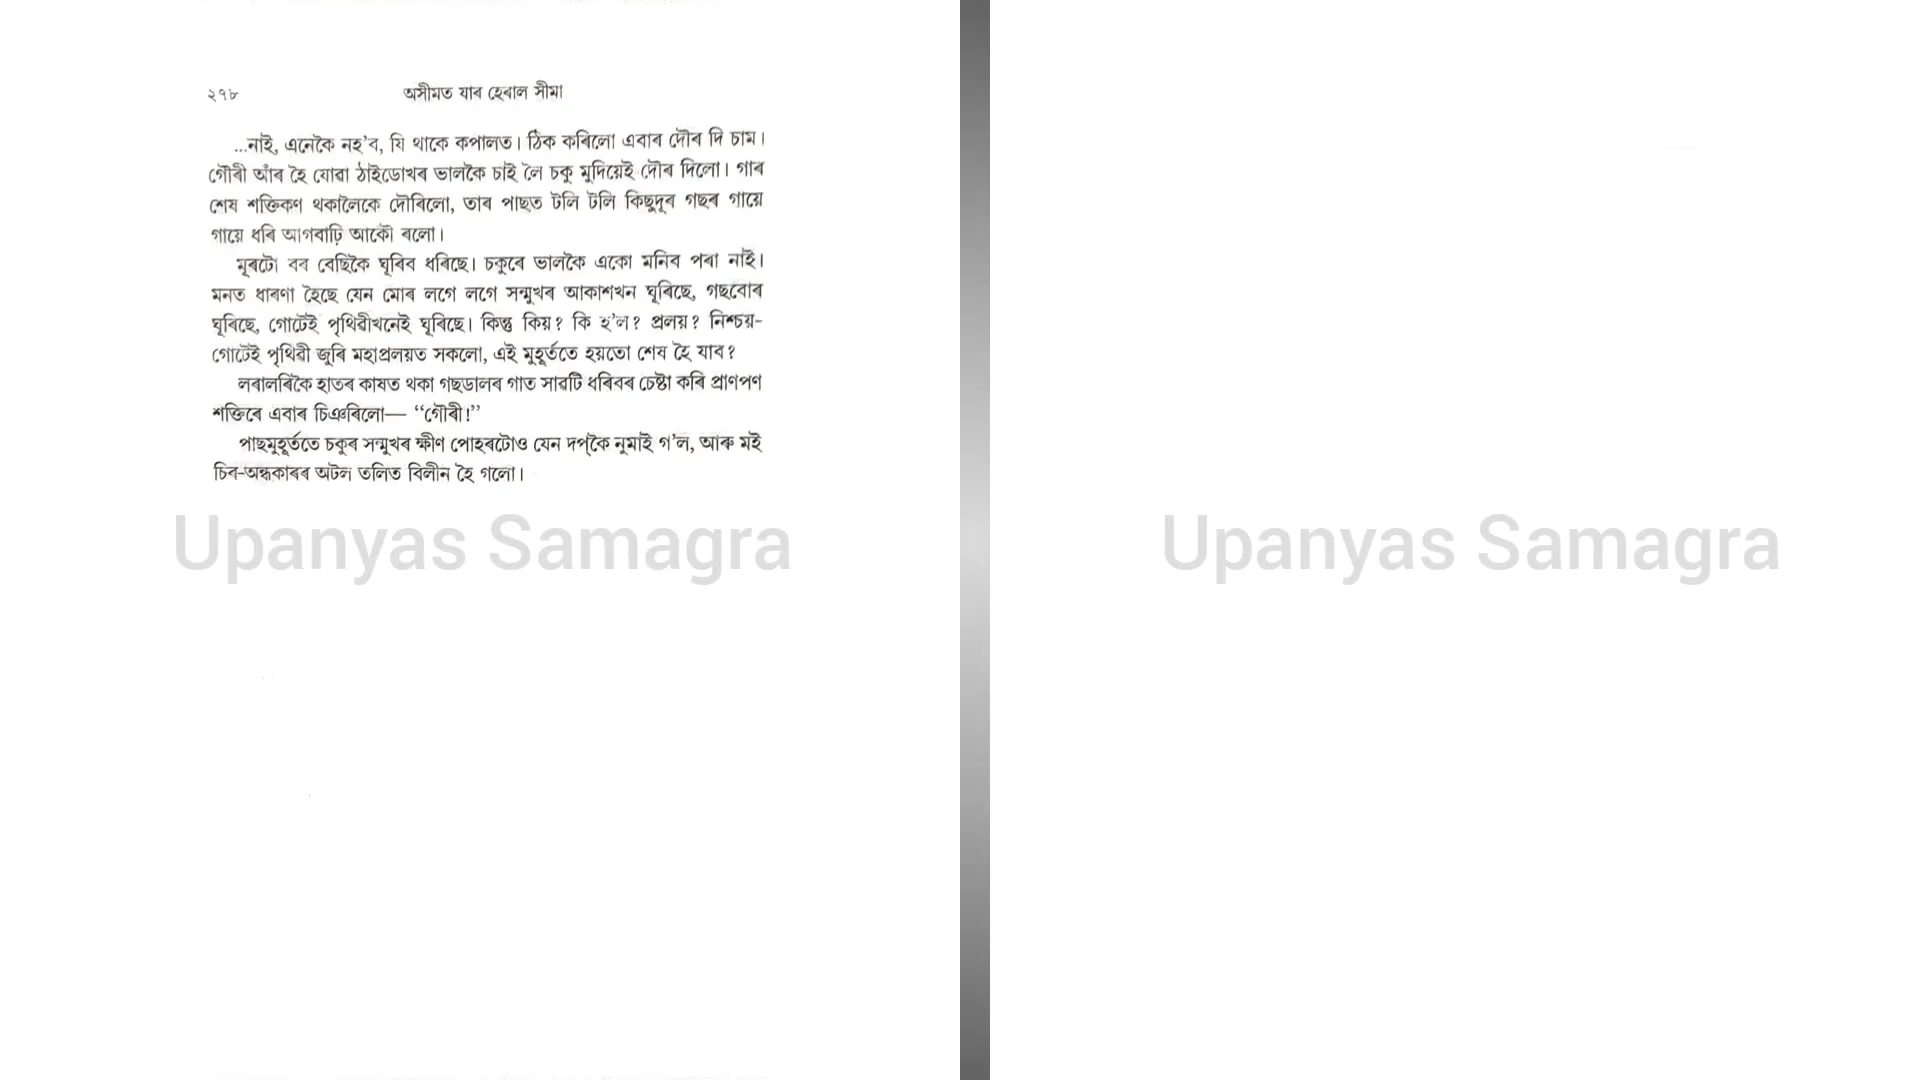 ২৭৮ অসীমত যাৰ হেৰাল সীমা
...নাই, এনেকৈ নহ’ব, যি থাকে কপালত। ঠিক কৰিলো এবাৰ দৌৰ দি চাম।
গৌৰী আঁৰ হৈ যোৱা ঠাইডোখৰ ভালকৈ চাই লৈ চকু মুদিয়েই দৌৰ দিলো। গাৰ
শেষ শক্তিকণ থকালৈকে দৌৰিলো, তাৰ পাছত টলি টলি কিছুদূৰ গছৰ গায়ে
গায়ে ধৰি আগবাঢ়ি আকৌ ৰলো।
মূৰটো বৰ বেছিকৈ ঘূৰিব ধৰিছে। চকুৰে ভালকৈ একো মনিব পৰা নাই।
মনত ধাৰণা হৈছে যেন মোৰ লগে লগে সন্মুখৰ আকাশখন ঘূৰিছে, গছবোৰ
ঘূৰিছে, গোটেই পৃথিৱীখনেই ঘূৰিছে। কিন্তু কিয়? কি হ’ল? প্ৰলয়? নিশ্চয়-
গোটেই পৃথিৱী জুৰি মহাপ্ৰলয়ত সকলো, এই মুহূৰ্ততে হয়তো শেষ হৈ যাব?
লৰালৰিকৈ হাতৰ কাষত থকা গছডালৰ গাত সাৱটি ধৰিবৰ চেষ্টা কৰি প্ৰাণপণ
শক্তিৰে এবাৰ চিঞৰিলো— “গৌৰী!”
পাছমুহূৰ্ততে চকুৰ সন্মুখৰ ক্ষীণ পোহৰটোও যেন দপ্‌কৈ নুমাই গ’ল, আৰু মই
চিৰ-অন্ধকাৰৰ অটল তলিত বিলীন হৈ গলো।
Upanyas Samagra
Upanyas Samagra